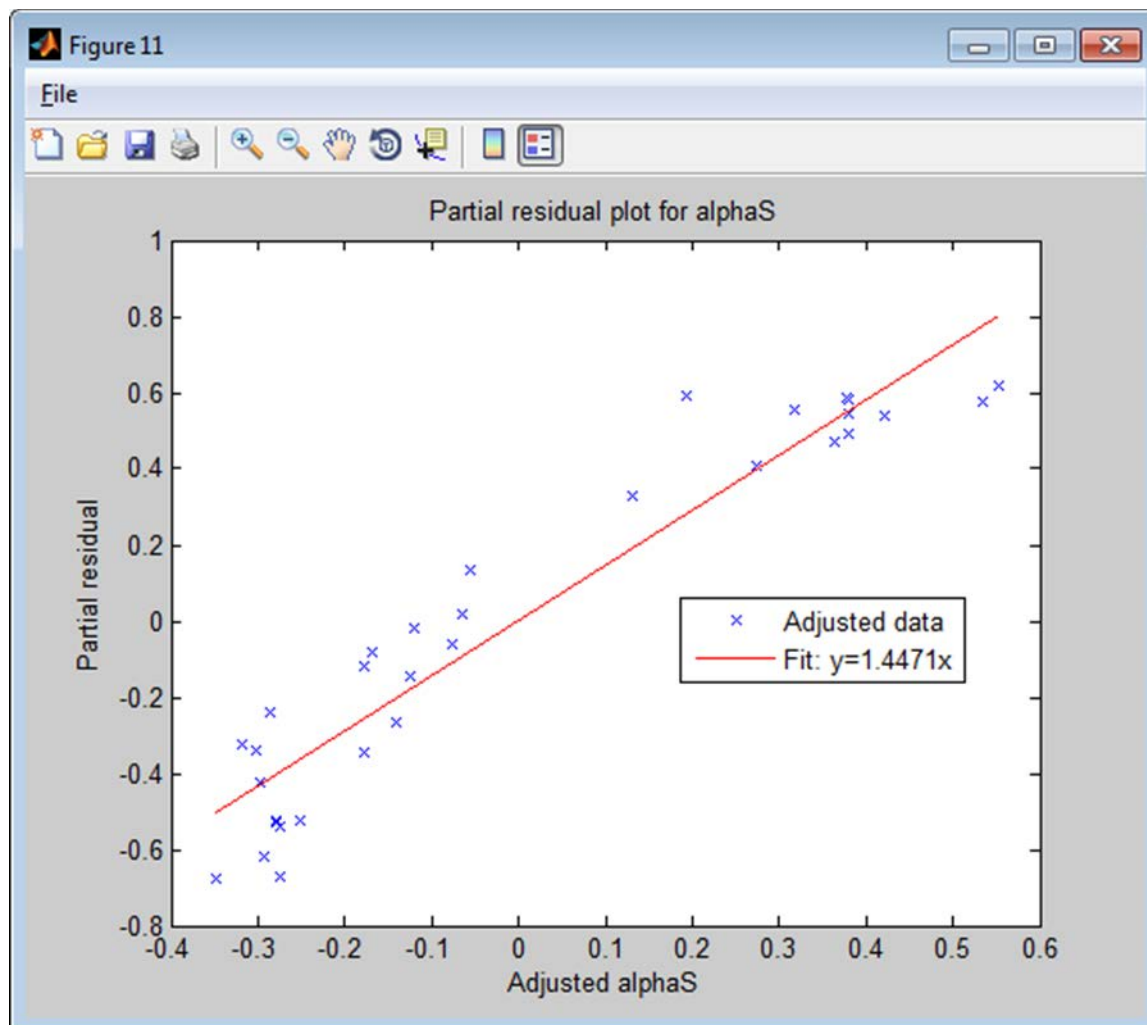 Figure 11
File
Partial residual plot for alphaS
1
0.8
0.6
0.4
0.2
0
-0.2
-0.4
-0.6
-0.8
Partial residual
Adjusted data
Fit: y=1.4471x
-0.4 -0.3 -0.2 -0.1 0 0.1 0.2 0.3 0.4 0.5 0.6
Adjusted alphaS